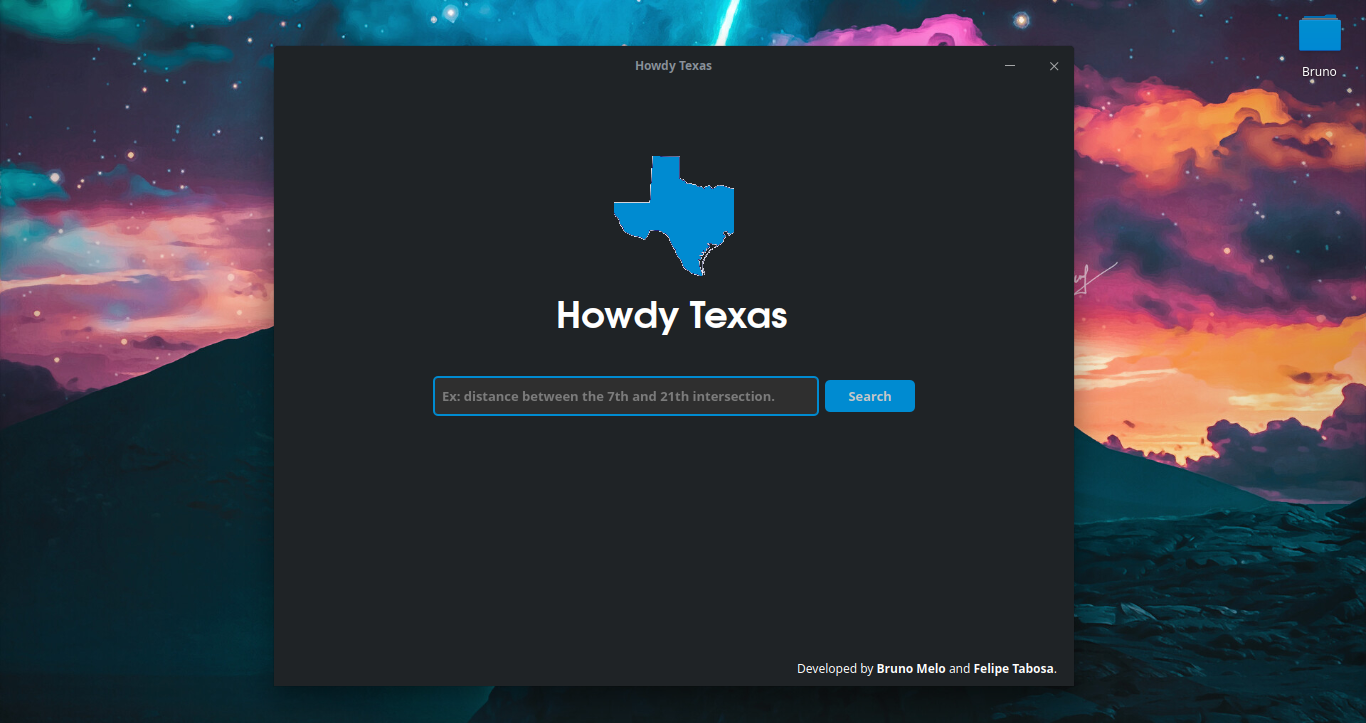 Howdy Texas
Bruno
Howdy Texas
Ex: distance between the 7th and 21th intersection.
Search
Developed by Bruno Melo and Felipe Tabosa.